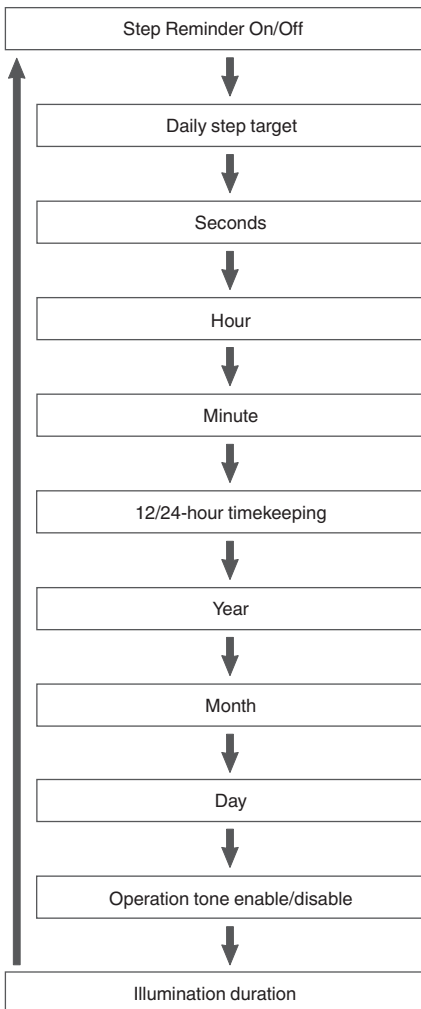 Step Reminder On/Off
Daily step target
Seconds
Hour
Minute
12/24-hour timekeeping
Year
Month
Day
Operation tone enable/disable
Illumination duration